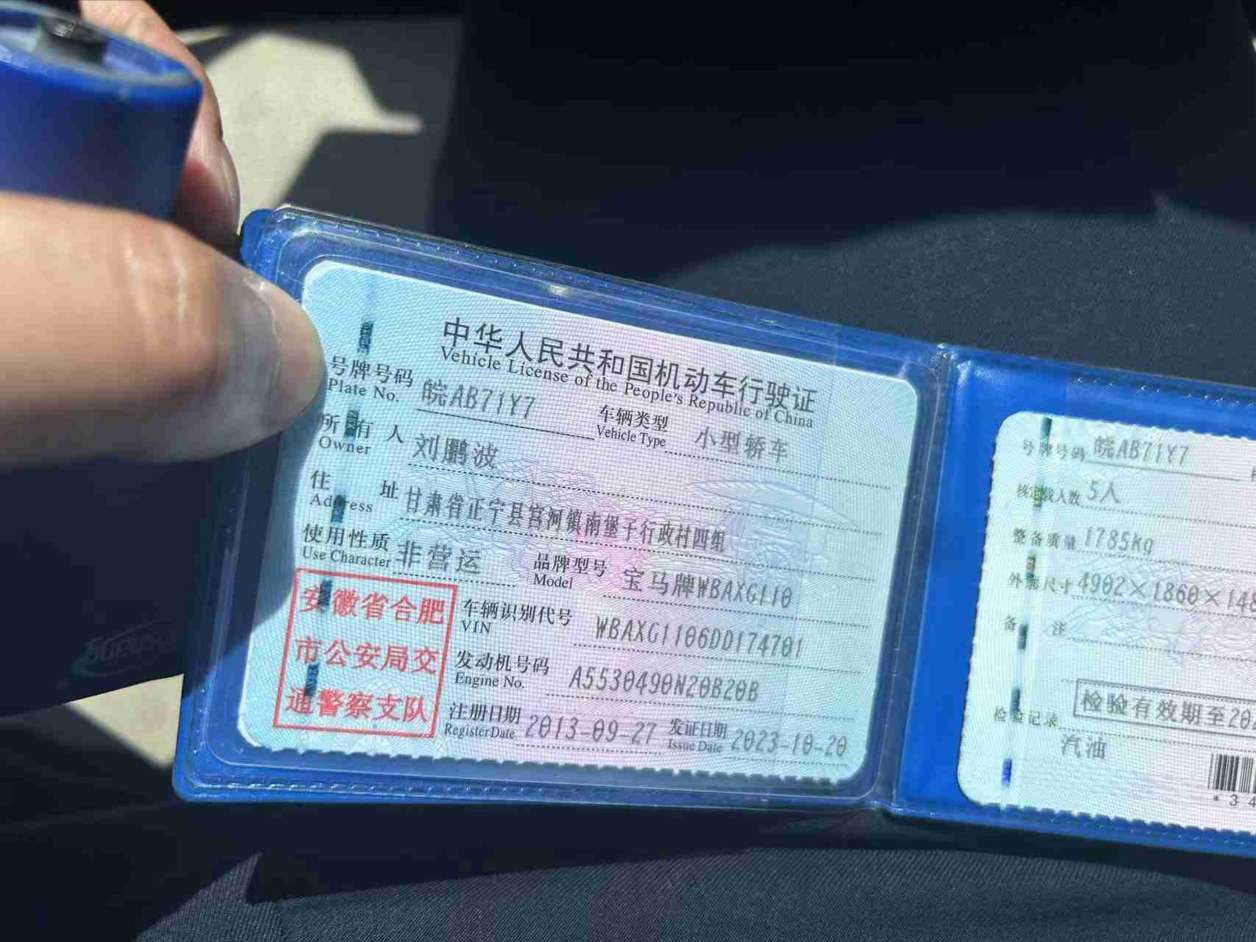 中华人民共和国机动车行驶证
Vehicle License of the People's Republic of China
号牌号码 皖AB71Y7 车辆类型 小型轿车
Plate No. Vehicle Type
所有人 刘鹏波
Owner
住址 甘肃省正宁县宫河镇南堡子行政村四组
Address
使用性质 非营运 品牌型号 宝马牌WBAXG110
Use Character Model
安徽省合肥
市公安局交
通警察支队
车辆识别代号 WBAXG1106DD174701
VIN
发动机号码 A5530490N20B20B
Engine No.
注册日期 2013-09-27 发证日期 2023-10-20
Register Date Issue Date
号牌号码 皖AB71Y7
核定载人数 5人
整备质量 1785kg
外廓尺寸 4902×1860×14
备注
检验有效期至20
检验记录
汽油
*34